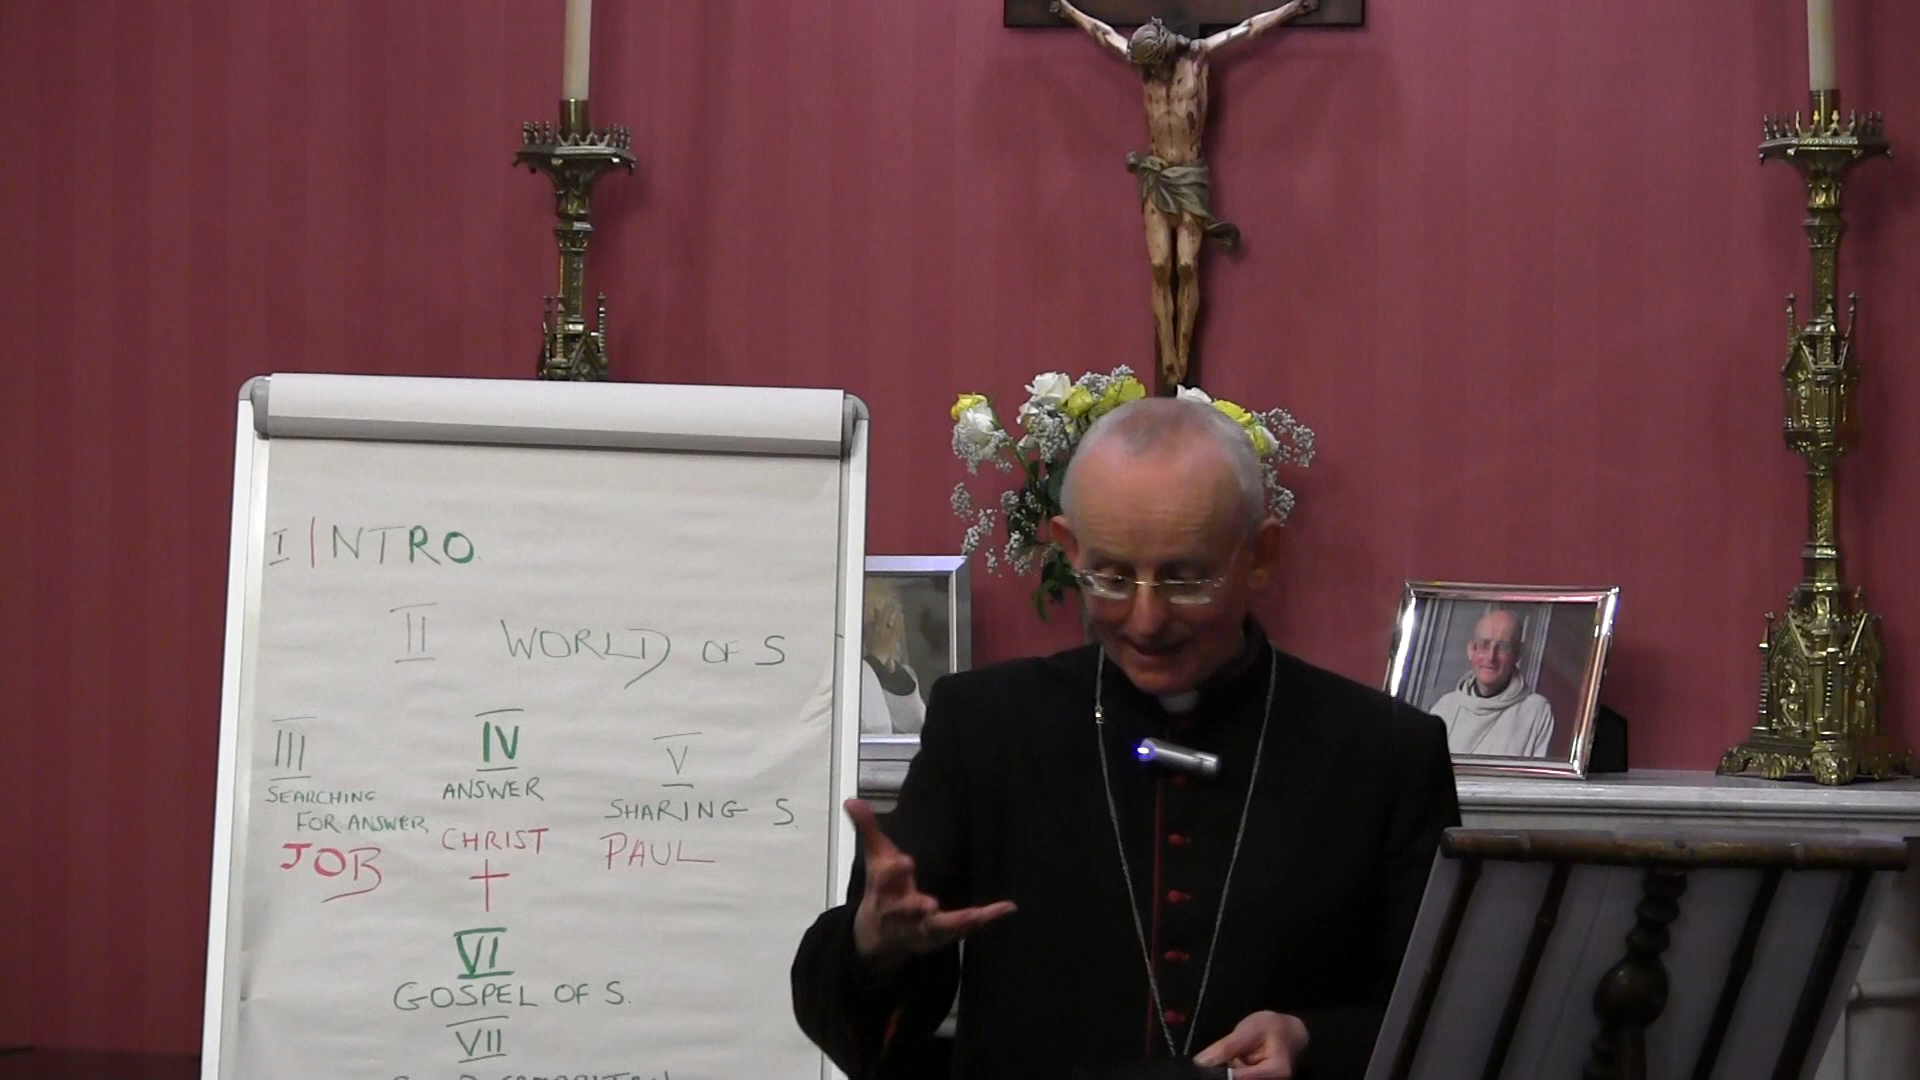 I INTRO.
II WORLD OF S
III
SEARCHING
FOR ANSWER
JOB
IV
ANSWER
CHRIST
V
SHARING S.
PAUL
VI
GOSPEL OF S.
VII